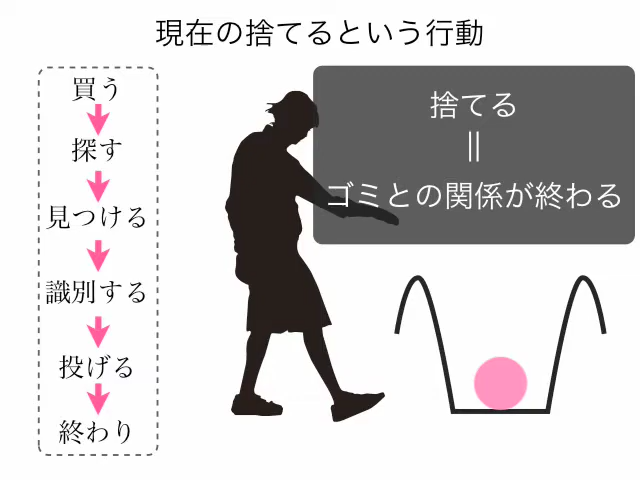 現在の捨てるという行動
買う
探す
見つける
識別する
投げる
終わり
捨てる
||
ゴミとの関係が終わる